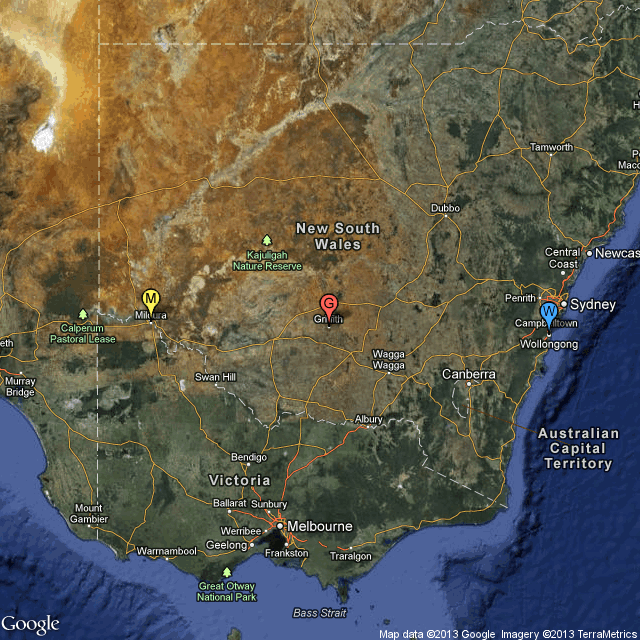 Tamworth
Dubbo
New South
Wales
Kajuligah
Nature Reserve
Central
Coast
Newcas
M
Mildura
G
Griffith
Penrith
Sydney
W
Campbelltown
Wollongong
Calperum
Pastoral Lease
eth
Murray
Bridge
Swan Hill
Wagga
Wagga
Canberra
Albury
Australian
Capital
Territory
Bendigo
Victoria
Ballarat
Sunbury
Mount
Gambier
Werribee
Melbourne
Geelong
Frankston
Warrnambool
Traralgon
Great Otway
National Park
Bass Strait
Google
Map data ©2013 Google Imagery ©2013 TerraMetrics